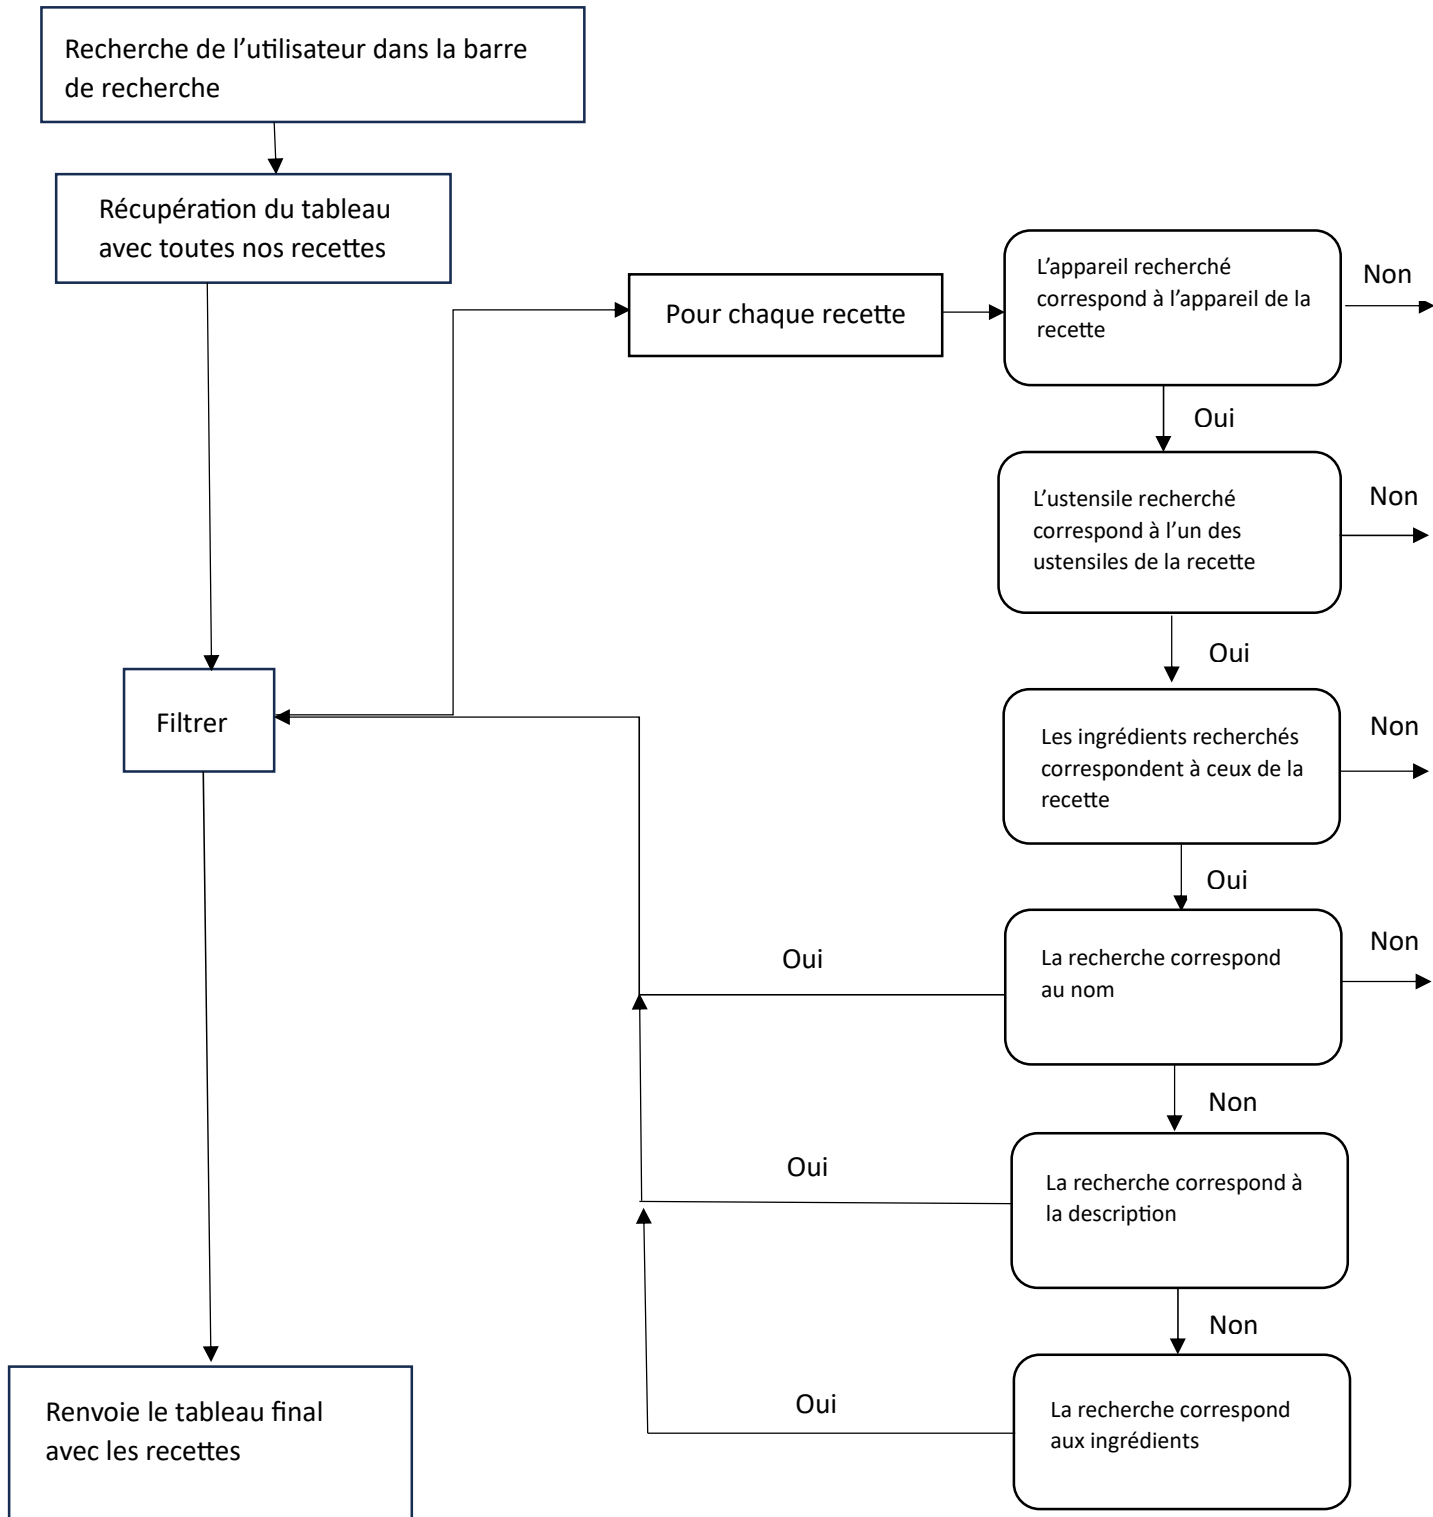 Recherche de l’utilisateur dans la barre
de recherche
Récupération du tableau
avec toutes nos recettes
Pour chaque recette
L’appareil recherché
correspond à l’appareil de la
recette
Non
Oui
L’ustensile recherché
correspond à l’un des
ustensiles de la recette
Non
Oui
Filtrer
Les ingrédients recherchés
correspondent à ceux de la
recette
Non
Oui
La recherche correspond
au nom
Non
Oui
Non
La recherche correspond à
la description
Oui
Non
La recherche correspond
aux ingrédients
Oui
Renvoie le tableau final
avec les recettes